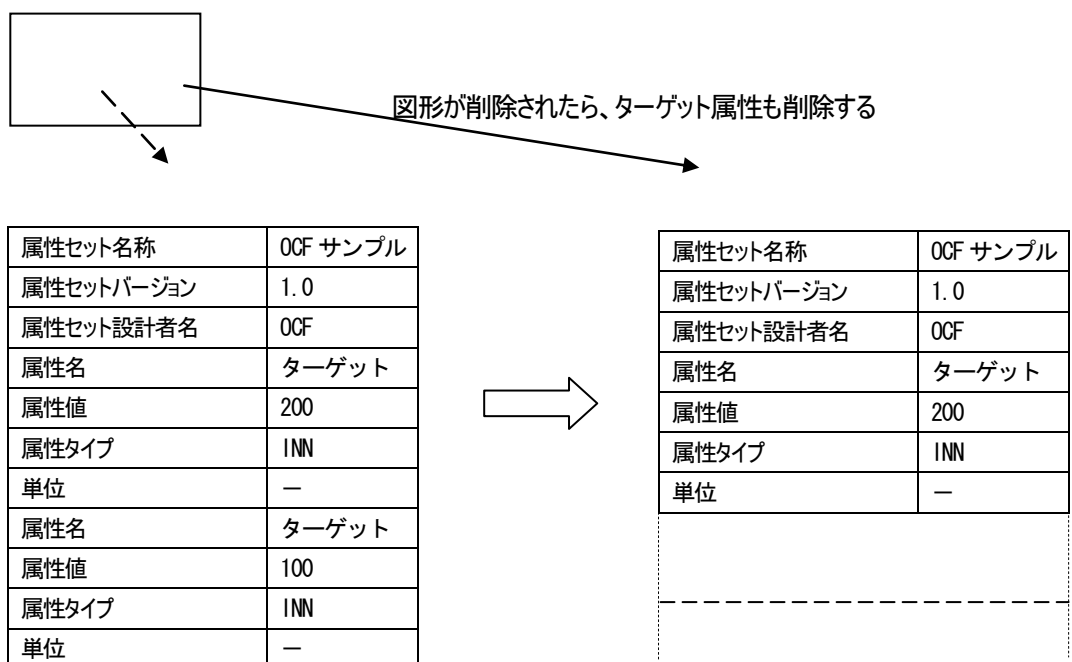 図形が削除されたら、ターゲット属性も削除する
属性セット名称 OCF サンプル
属性セットバージョン 1.0
属性セット設計者名 OCF
属性名 ターゲット
属性値 200
属性タイプ INN
単位 －
属性名 ターゲット
属性値 100
属性タイプ INN
単位 －
属性セット名称 OCF サンプル
属性セットバージョン 1.0
属性セット設計者名 OCF
属性名 ターゲット
属性値 200
属性タイプ INN
単位 －